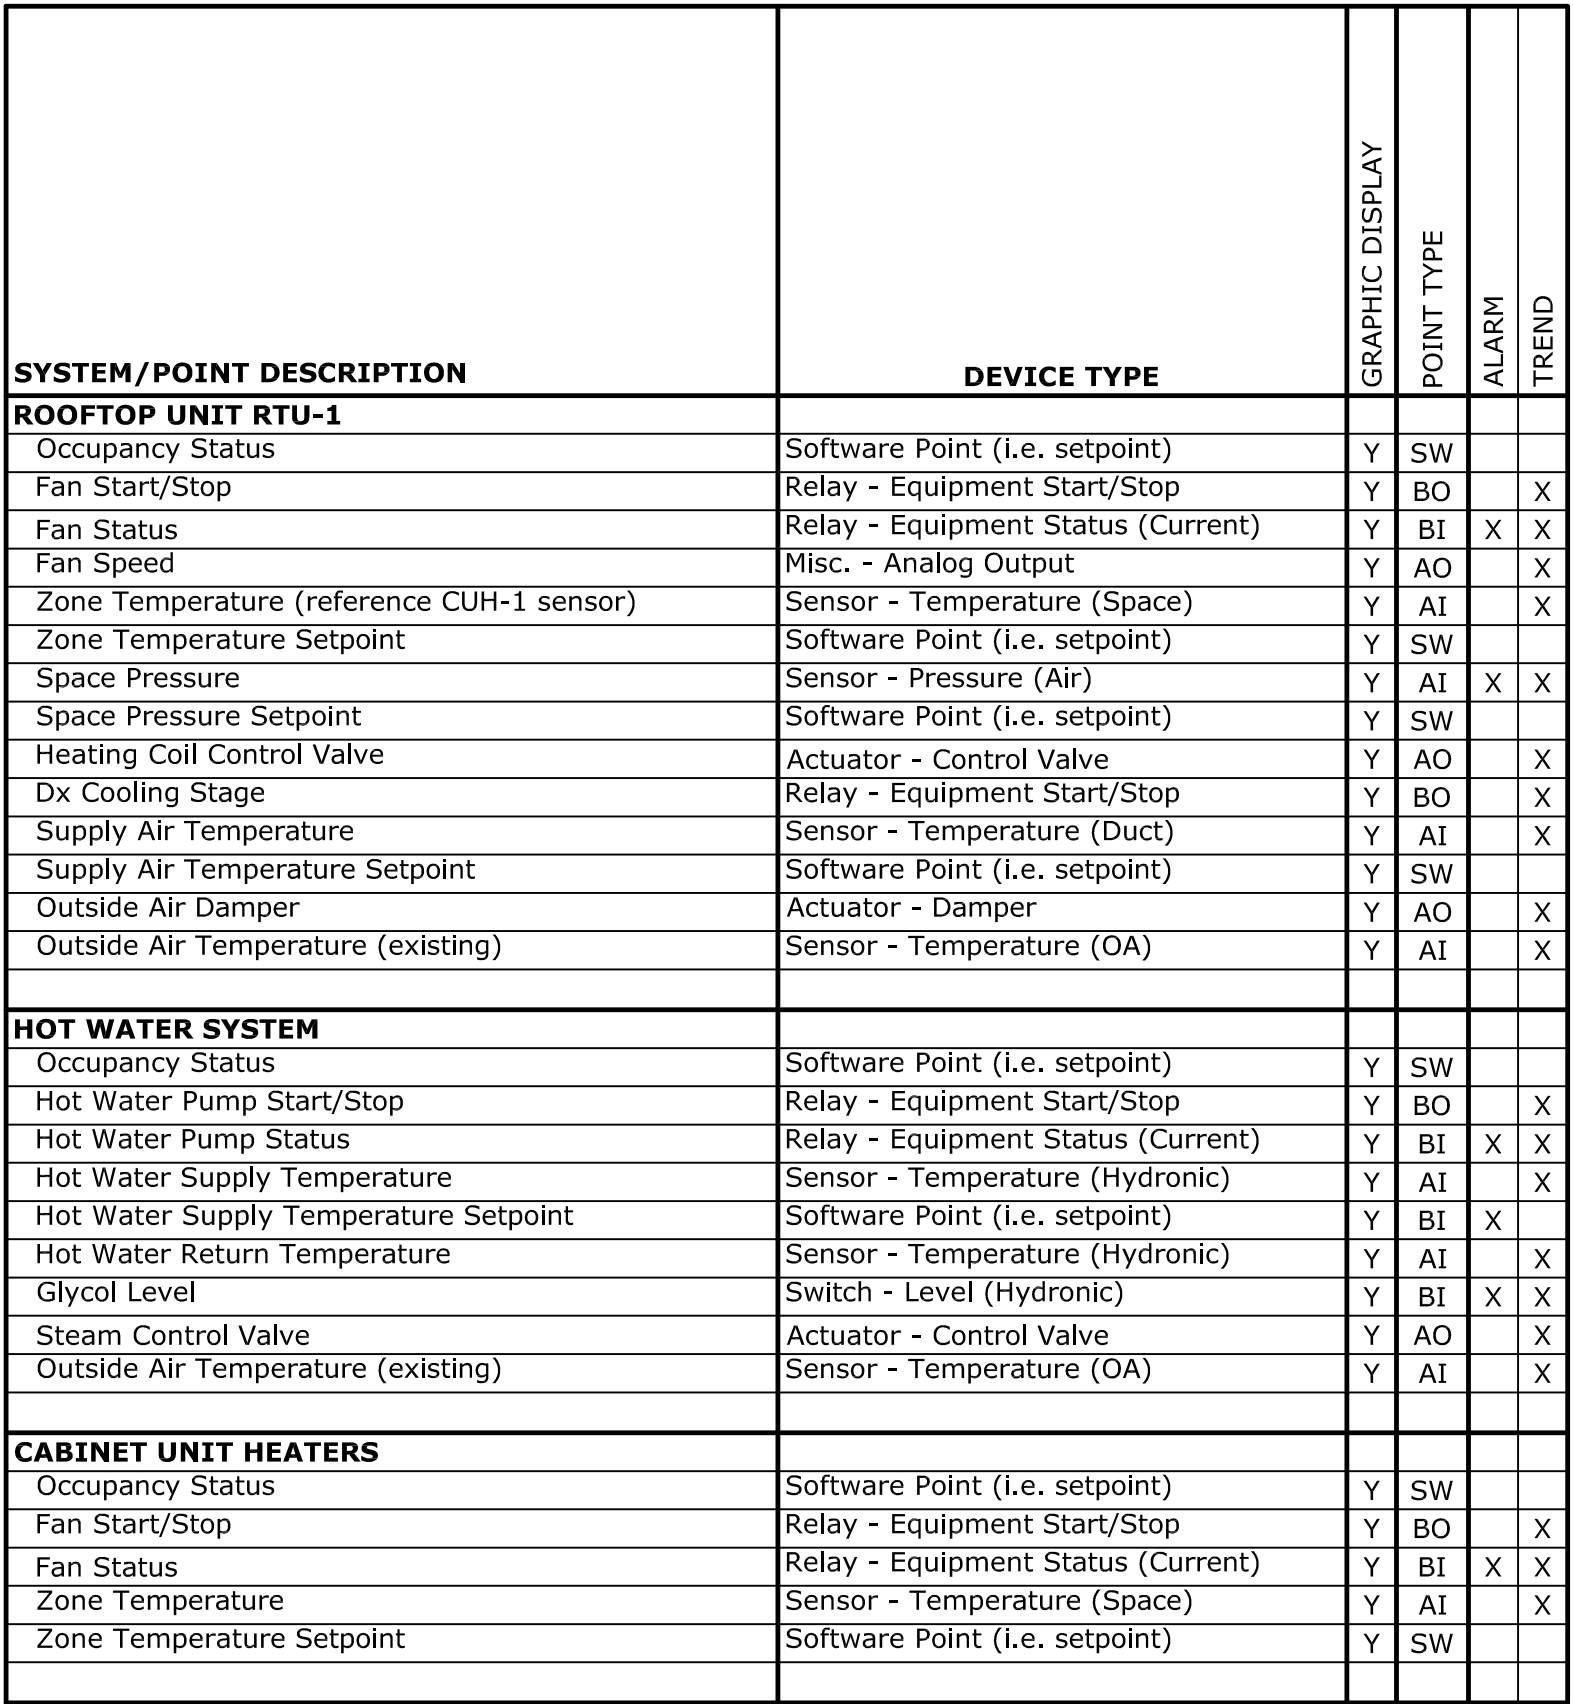 SYSTEM/POINT DESCRIPTION DEVICE TYPE GRAPHIC DISPLAY POINT TYPE ALARM TREND
ROOFTOP UNIT RTU-1
Occupancy Status Software Point (i.e. setpoint) Y SW
Fan Start/Stop Relay - Equipment Start/Stop Y BO X
Fan Status Relay - Equipment Status (Current) Y BI X X
Fan Speed Misc. - Analog Output Y AO X
Zone Temperature (reference CUH-1 sensor) Sensor - Temperature (Space) Y AI X
Zone Temperature Setpoint Software Point (i.e. setpoint) Y SW
Space Pressure Sensor - Pressure (Air) Y AI X X
Space Pressure Setpoint Software Point (i.e. setpoint) Y SW
Heating Coil Control Valve Actuator - Control Valve Y AO X
Dx Cooling Stage Relay - Equipment Start/Stop Y BO X
Supply Air Temperature Sensor - Temperature (Duct) Y AI X
Supply Air Temperature Setpoint Software Point (i.e. setpoint) Y SW
Outside Air Damper Actuator - Damper Y AO X
Outside Air Temperature (existing) Sensor - Temperature (OA) Y AI X
HOT WATER SYSTEM
Occupancy Status Software Point (i.e. setpoint) Y SW
Hot Water Pump Start/Stop Relay - Equipment Start/Stop Y BO X
Hot Water Pump Status Relay - Equipment Status (Current) Y BI X X
Hot Water Supply Temperature Sensor - Temperature (Hydronic) Y AI X
Hot Water Supply Temperature Setpoint Software Point (i.e. setpoint) Y BI X
Hot Water Return Temperature Sensor - Temperature (Hydronic) Y AI X
Glycol Level Switch - Level (Hydronic) Y BI X X
Steam Control Valve Actuator - Control Valve Y AO X
Outside Air Temperature (existing) Sensor - Temperature (OA) Y AI X
CABINET UNIT HEATERS
Occupancy Status Software Point (i.e. setpoint) Y SW
Fan Start/Stop Relay - Equipment Start/Stop Y BO X
Fan Status Relay - Equipment Status (Current) Y BI X X
Zone Temperature Sensor - Temperature (Space) Y AI X
Zone Temperature Setpoint Software Point (i.e. setpoint) Y SW